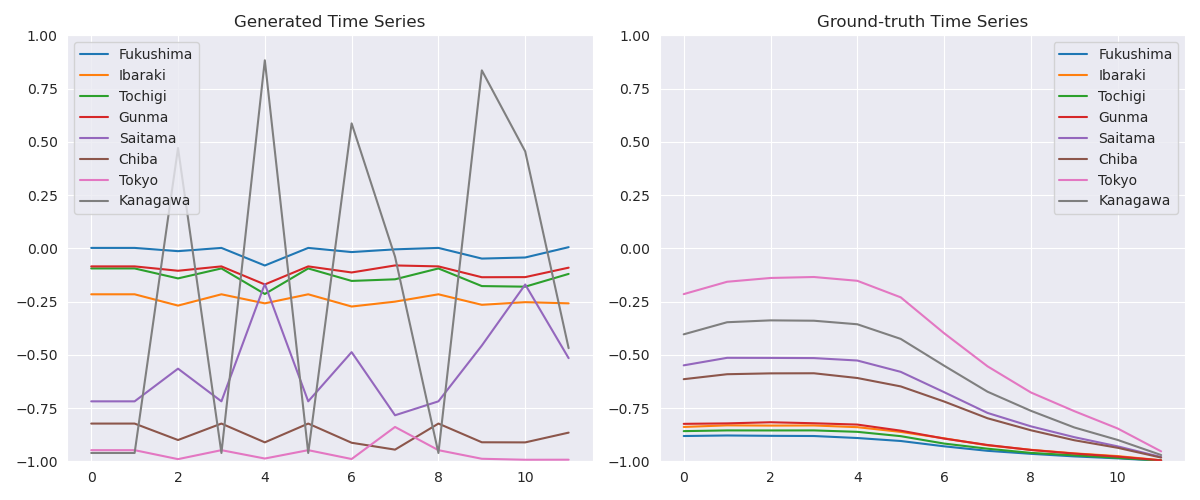 Generated Time Series
1.00
0.75
0.50
0.25
0.00
−0.25
−0.50
−0.75
−1.00
0 2 4 6 8 10
Fukushima
Ibaraki
Tochigi
Gunma
Saitama
Chiba
Tokyo
Kanagawa
Ground-truth Time Series
1.00
0.75
0.50
0.25
0.00
−0.25
−0.50
−0.75
−1.00
0 2 4 6 8 10
Fukushima
Ibaraki
Tochigi
Gunma
Saitama
Chiba
Tokyo
Kanagawa